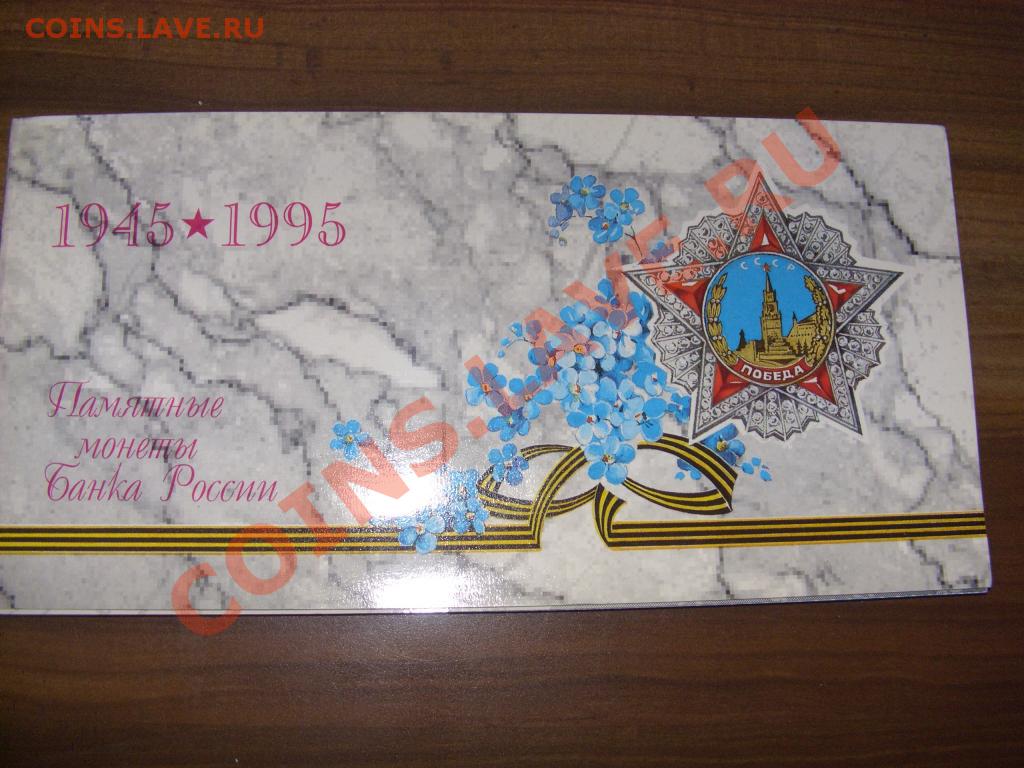 COINS.LAVE.RU
1945★1995
СССР
ПОБЕДА
Памятные
монеты
Банка России
COINS.LAVE.RU